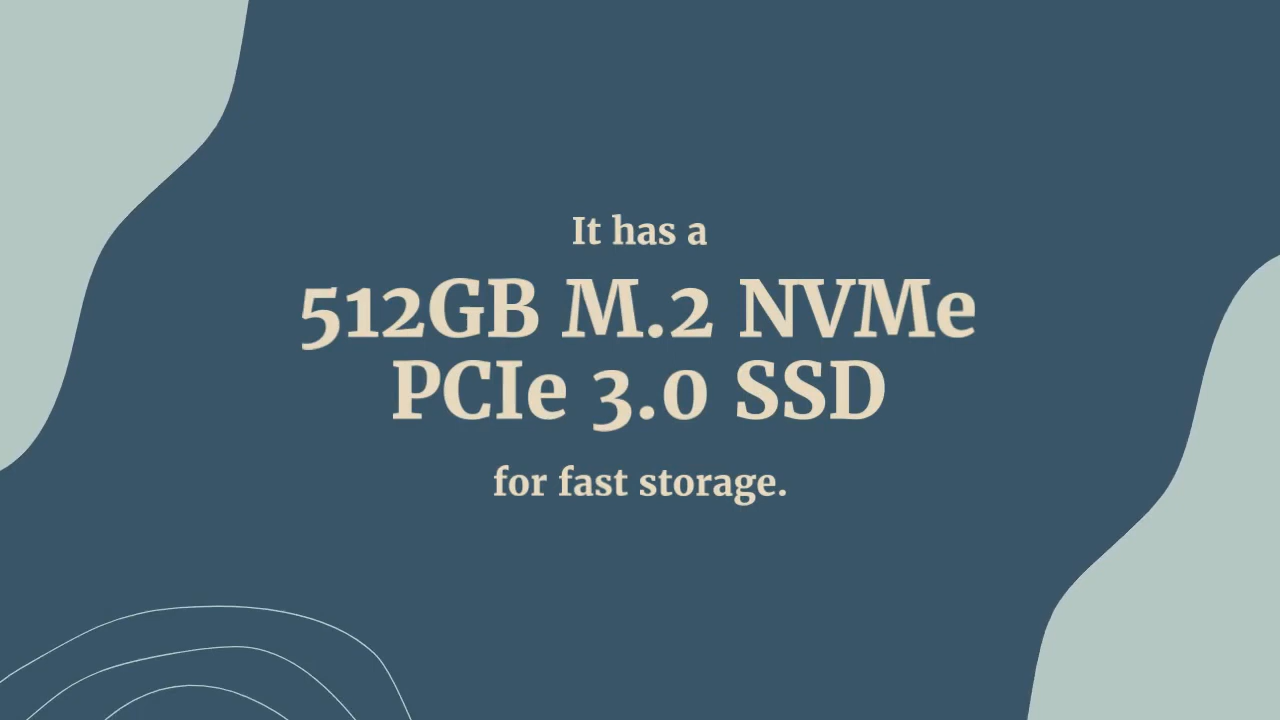 It has a
512GB M.2 NVMe
PCIe 3.0 SSD
for fast storage.